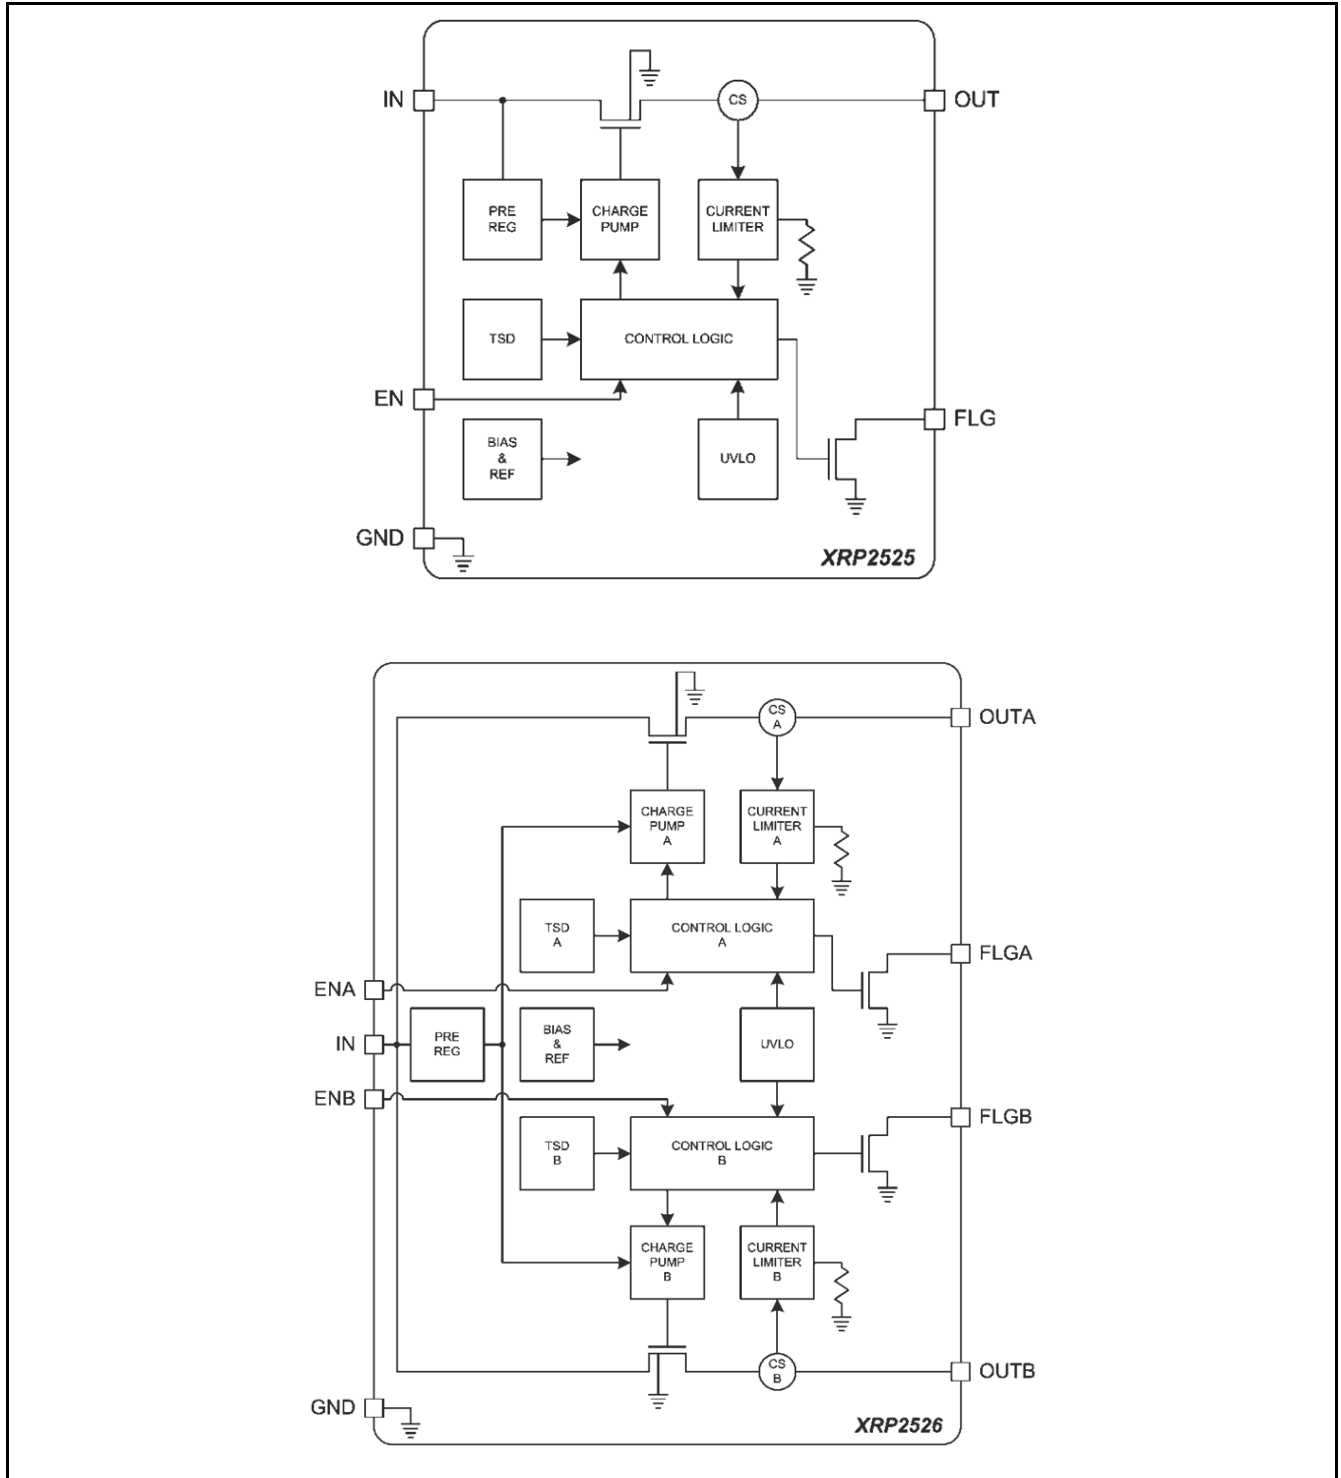 IN
CS
OUT
PRE
REG
CHARGE
PUMP
CURRENT
LIMITER
TSD
CONTROL LOGIC
EN
FLG
BIAS
&
REF
UVLO
GND
XRP2525
CS
A
OUTA
CHARGE
PUMP
A
CURRENT
LIMITER
A
TSD
A
CONTROL LOGIC
A
FLGA
ENA
IN
PRE
REG
BIAS
&
REF
UVLO
ENB
FLGB
TSD
B
CONTROL LOGIC
B
CHARGE
PUMP
B
CURRENT
LIMITER
B
CS
B
OUTB
GND
XRP2526